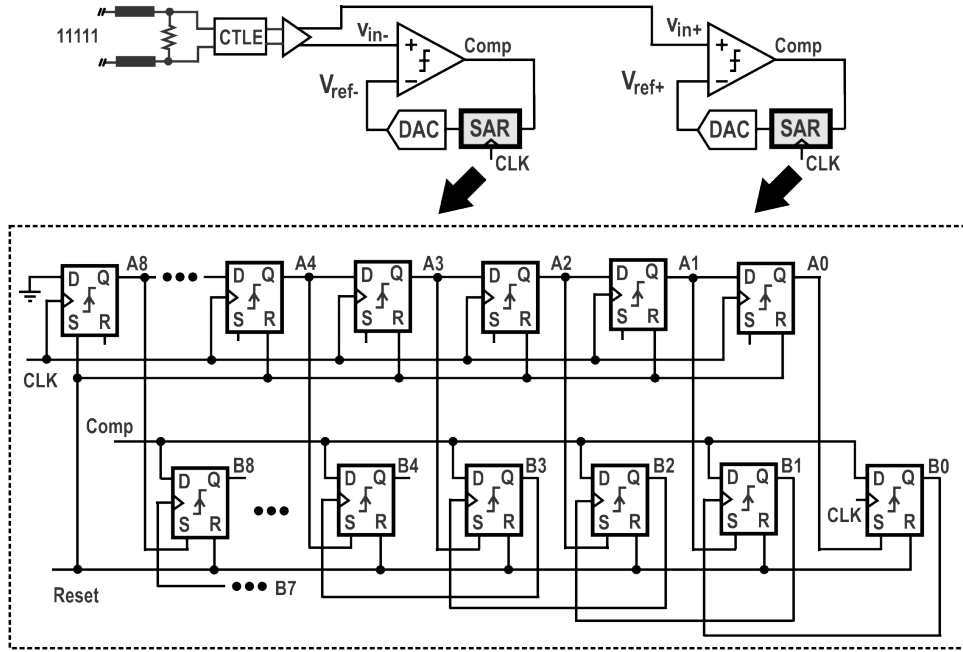 11111
CTLE
Vin-
Comp
Vin+
Comp
+
−
+
−
Vref-
DAC
SAR
CLK
Vref+
DAC
SAR
CLK
D Q A8
S R
D Q A4
S R
D Q A3
S R
D Q A2
S R
D Q A1
S R
D Q A0
S R
CLK
Comp
D Q B8
S R
D Q B4
S R
D Q B3
S R
D Q B2
S R
D Q B1
S R
D Q B0
CLK
S R
Reset
B7